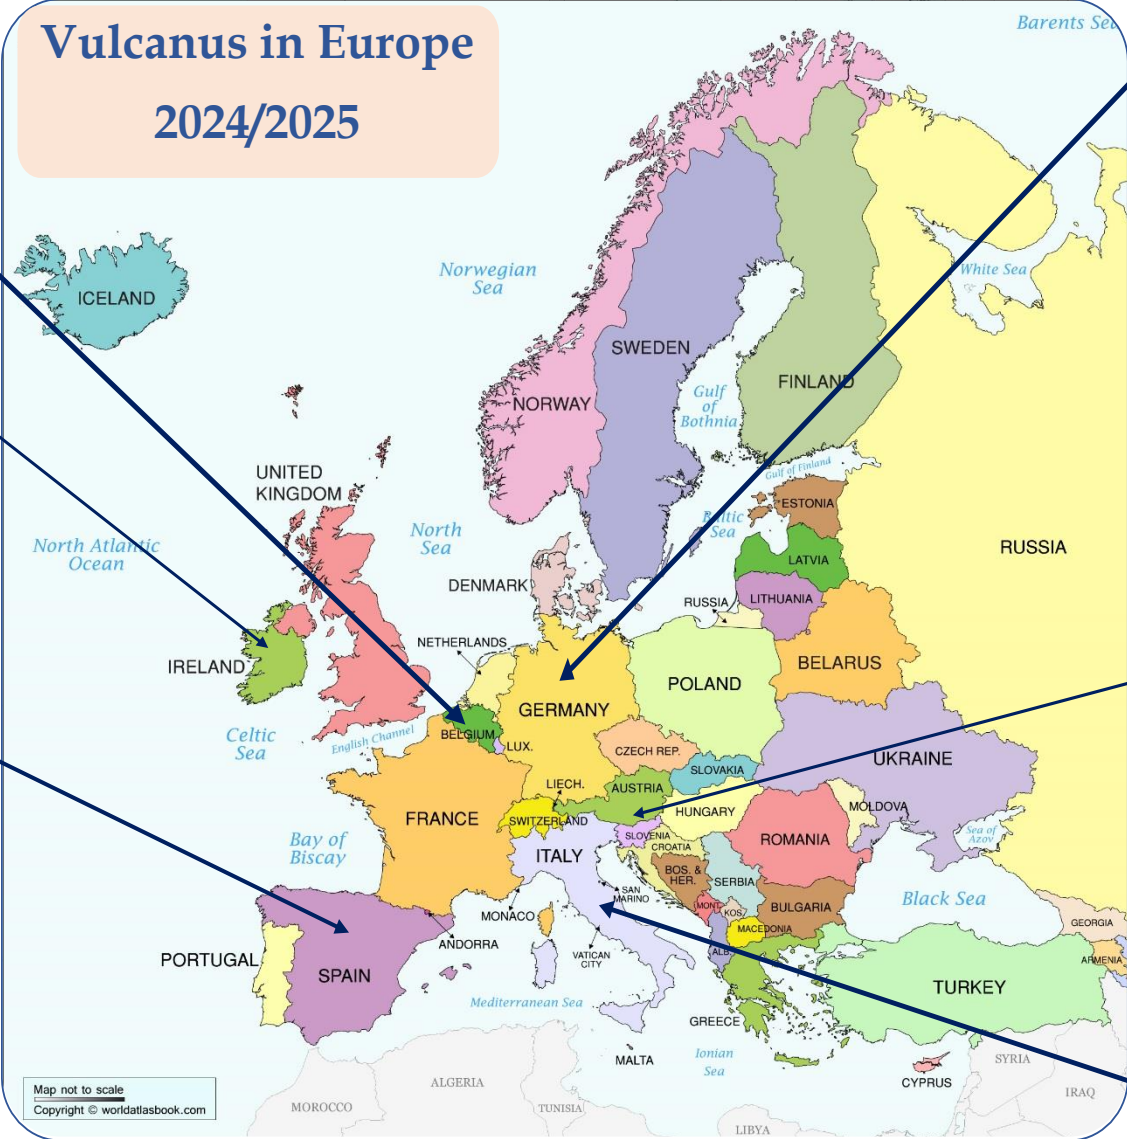 Vulcanus in Europe
2024/2025
Barents Sea
ICELAND
Norwegian
Sea
White Sea
SWEDEN
FINLAND
NORWAY
Gulf
of
Bothnia
UNITED
KINGDOM
Gulf of Finland
ESTONIA
North
Sea
Baltic
Sea
North Atlantic
Ocean
RUSSIA
LATVIA
DENMARK
LITHUANIA
RUSSIA
NETHERLANDS
IRELAND
BELARUS
POLAND
GERMANY
Celtic
Sea
English Channel
BELGIUM
LUX.
CZECH REP.
UKRAINE
SLOVAKIA
LIECH.
AUSTRIA
FRANCE
SWITZERLAND
HUNGARY
MOLDOVA
Sea of
Azov
Bay of
Biscay
SLOVENIA
CROATIA
ROMANIA
ITALY
BOS. &
HER.
SERBIA
SAN
MARINO
MONT.
KOS.
BULGARIA
Black Sea
MONACO
GEORGIA
MACEDONIA
ANDORRA
VATICAN
CITY
ALB.
PORTUGAL
SPAIN
ARMENIA
TURKEY
Mediterranean Sea
GREECE
MALTA
Ionian
Sea
SYRIA
CYPRUS
IRAQ
ALGERIA
MOROCCO
TUNISIA
LIBYA
Map not to scale
Copyright © worldatlasbook.com